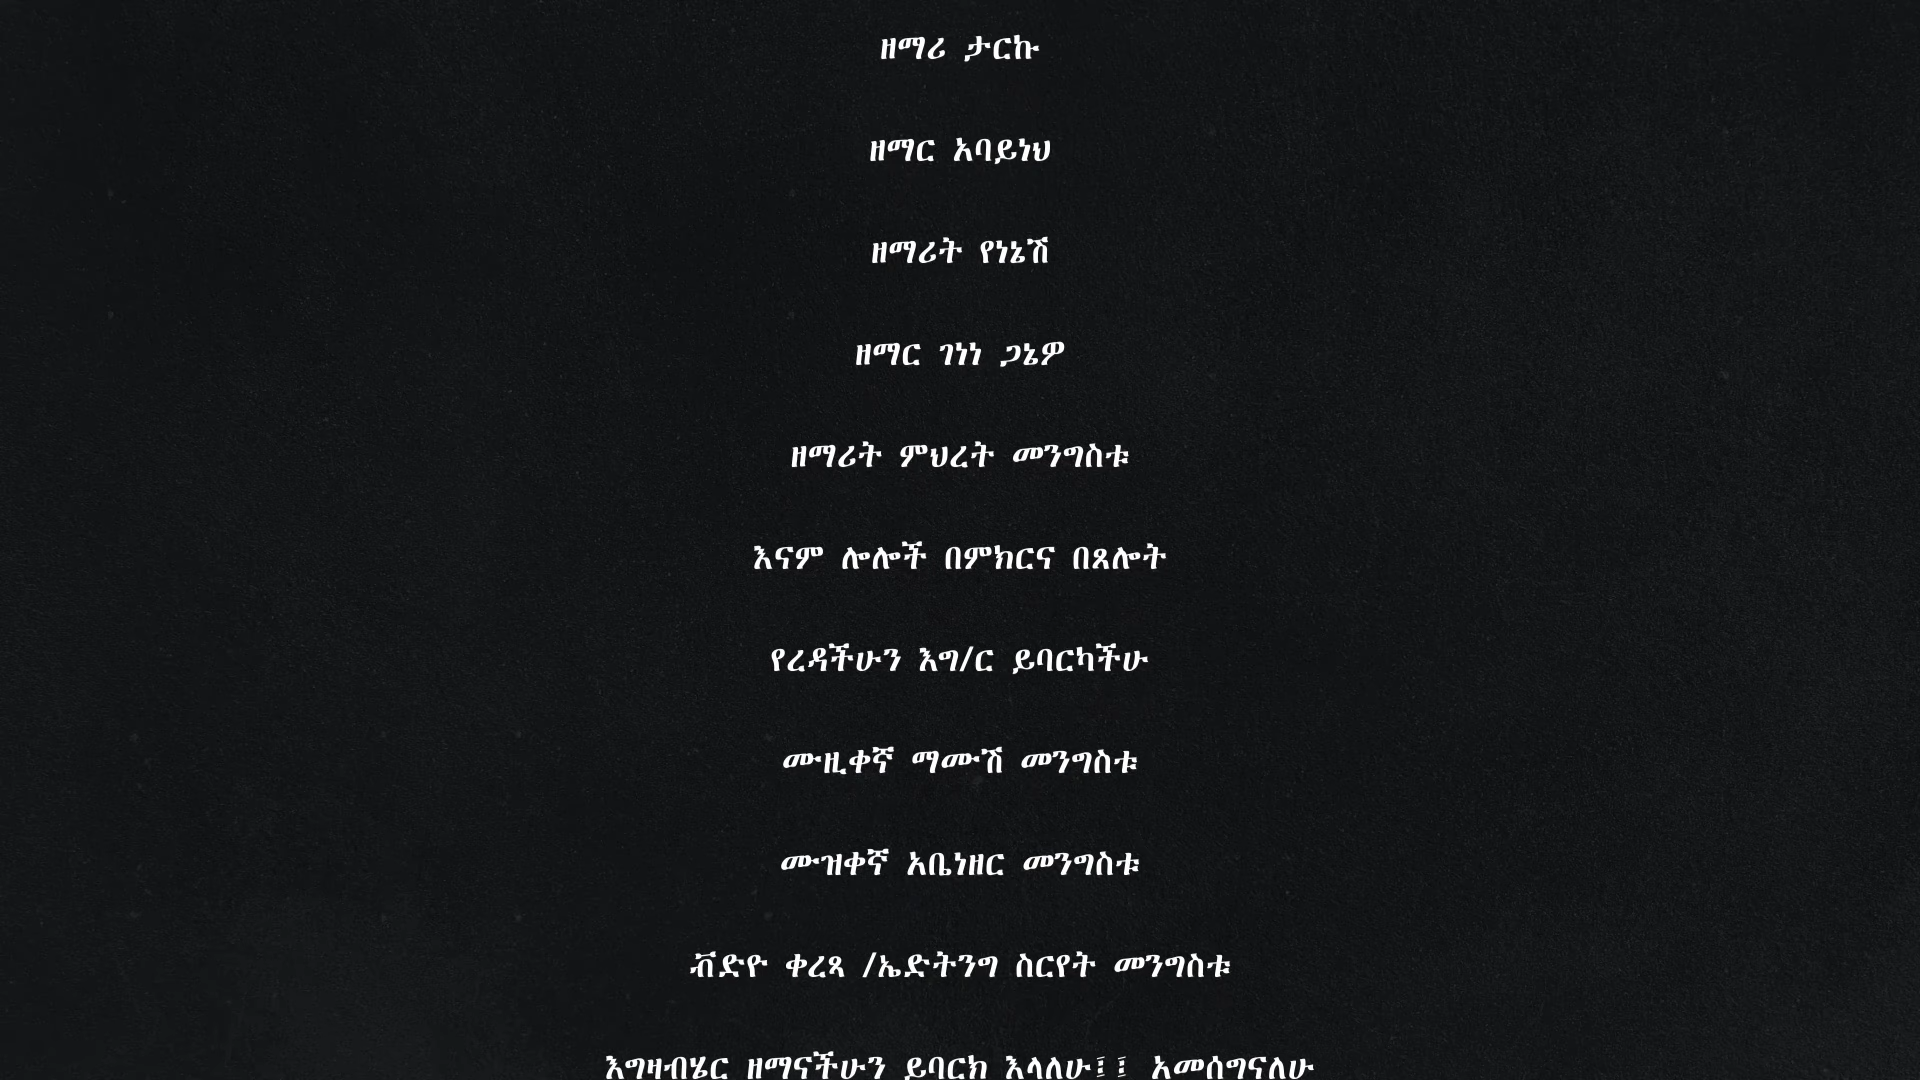 ዘማሪ ታርኩ
ዘማር አባይነህ
ዘማሪት የነኔሽ
ዘማር ገነነ ጋኔዎ
ዘማሪት ምህረት መንግስቱ
እናም ሎሎች በምክርና በጸሎት
የረዳችሁን እግ/ር ይባርካችሁ
ሙዚቀኛ ማሙሽ መንግስቱ
ሙዝቀኛ አቤነዘር መንግስቱ
ቭድዮ ቀረጻ /ኤድትንግ ስርየት መንግስቱ
እግዛብሄር ዘማናችሁን ይባርክ እላለሁ፤፤ አመሰግናለሁ